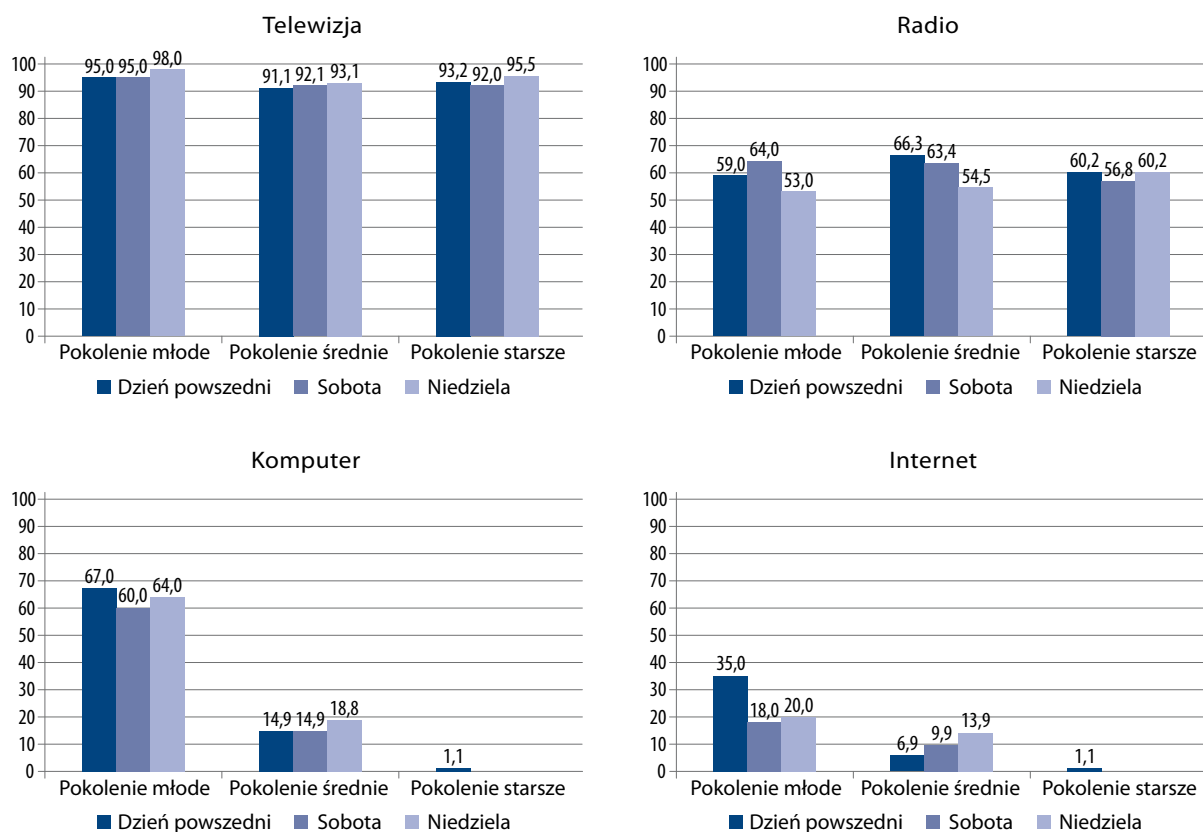 Telewizja
100
90
80
70
60
50
40
30
20
10
0
95,0 95,0 98,0
91,1 92,1 93,1
93,2 92,0 95,5
Pokolenie młode Pokolenie średnie Pokolenie starsze
Dzień powszedni Sobota Niedziela
Radio
100
90
80
70
60
50
40
30
20
10
0
59,0 64,0 53,0
66,3 63,4 54,5
60,2 56,8 60,2
Pokolenie młode Pokolenie średnie Pokolenie starsze
Dzień powszedni Sobota Niedziela
Komputer
100
90
80
70
60
50
40
30
20
10
0
67,0 60,0 64,0
14,9 14,9 18,8
1,1
Pokolenie młode Pokolenie średnie Pokolenie starsze
Dzień powszedni Sobota Niedziela
Internet
100
90
80
70
60
50
40
30
20
10
0
35,0 18,0 20,0
6,9 9,9 13,9
1,1
Pokolenie młode Pokolenie średnie Pokolenie starsze
Dzień powszedni Sobota Niedziela